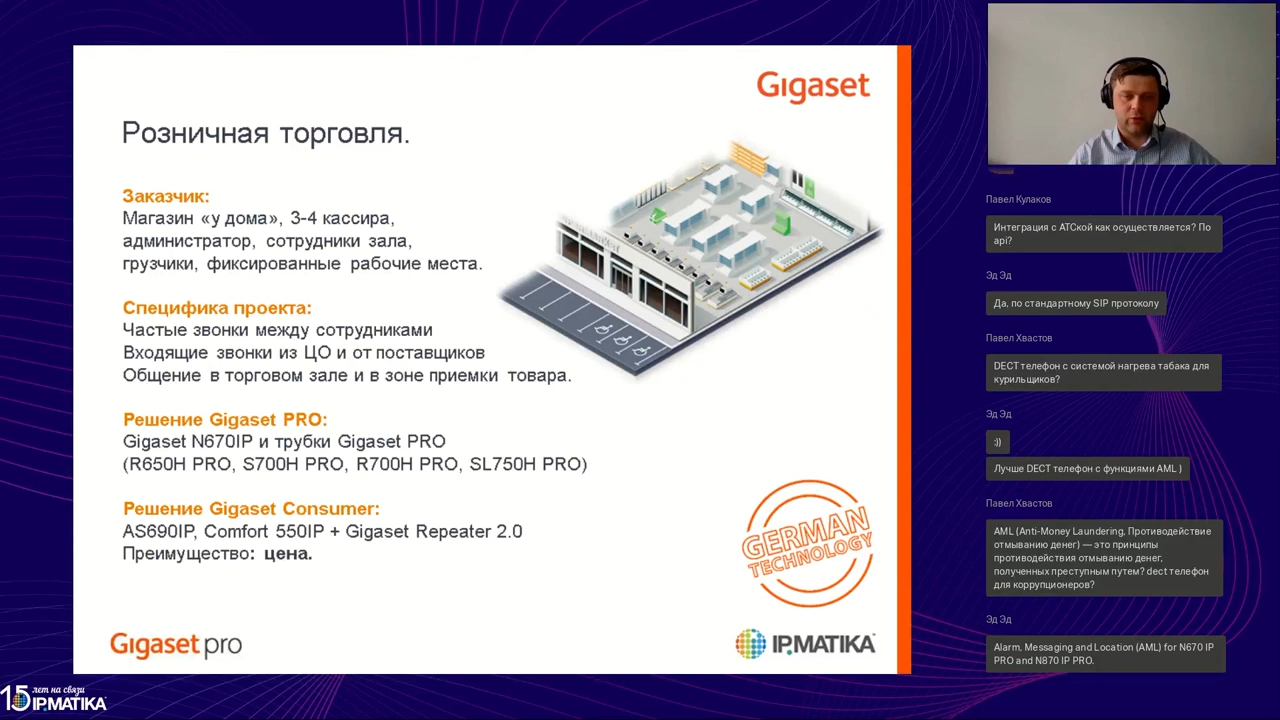 Gigaset
Розничная торговля.
Заказчик:
Магазин «у дома», 3-4 кассира,
администратор, сотрудники зала,
грузчики, фиксированные рабочие места.
Специфика проекта:
Частые звонки между сотрудниками
Входящие звонки из ЦО и от поставщиков
Общение в торговом зале и в зоне приемки товара.
Решение Gigaset PRO:
Gigaset N670IP и трубки Gigaset PRO
(R650H PRO, S700H PRO, R700H PRO, SL750H PRO)
Решение Gigaset Consumer:
AS690IP, Comfort 550IP + Gigaset Repeater 2.0
Преимущество: цена.
GERMAN
TECHNOLOGY
Gigaset pro
IP.MATIKA
15 лет на связи
IP.MATIKA
Павел Кулаков
Интеграция с АТСкой как осуществляется? По
api?
Эд Эд
Да, по стандартному SIP протоколу
Павел Хвастов
DECT телефон с системой нагрева табака для
курильщиков?
Эд Эд
:))
Лучше DECT телефон с функциями AML )
Павел Хвастов
AML (Anti-Money Laundering, Противодействие
отмыванию денег) — это принципы
противодействия отмыванию денег,
полученных преступным путем? dect телефон
для коррупционеров?
Эд Эд
Alarm, Messaging and Location (AML) for N670 IP
PRO and N870 IP PRO.